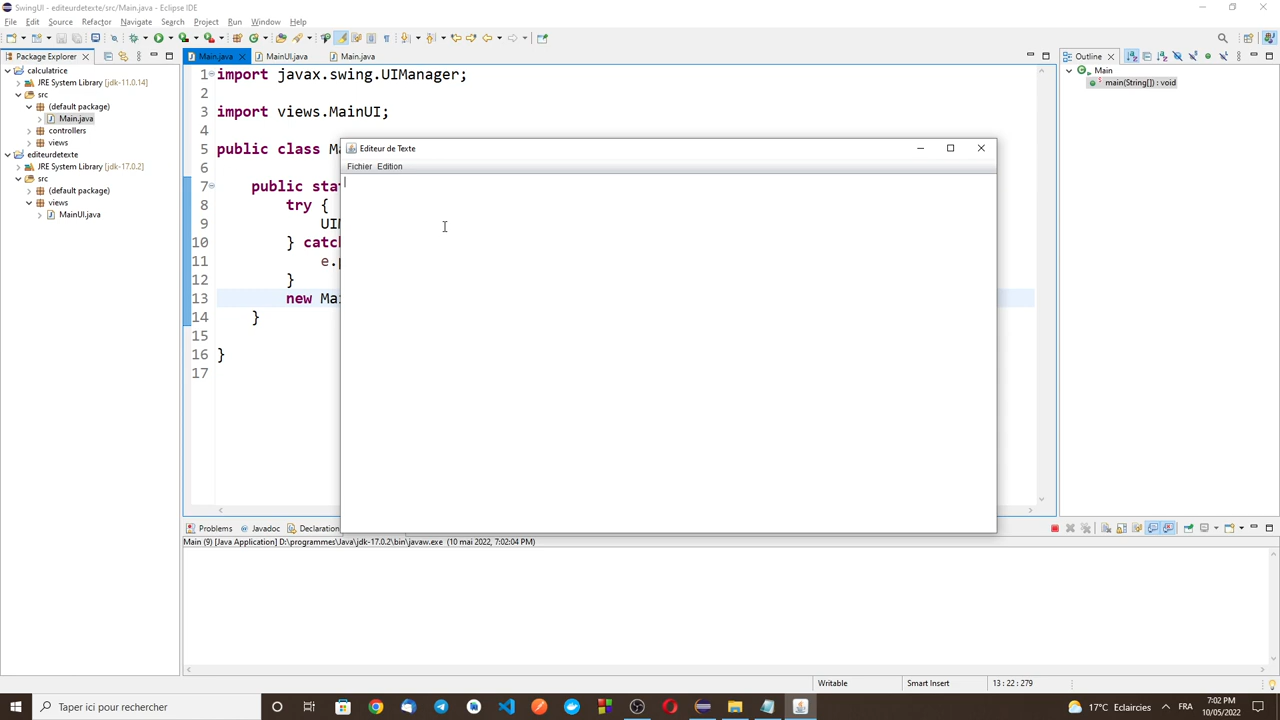 SwingUI - editeurdetexte/src/Main.java - Eclipse IDE
File Edit Source Refactor Navigate Search Project Run Window Help
Package Explorer
calculatrice
JRE System Library [jdk-11.0.14]
src
(default package)
Main.java
controllers
views
editeurdetexte
JRE System Library [jdk-17.0.2]
src
(default package)
views
MainUI.java
Main.java MainUI.java Main.java
1 import javax.swing.UIManager;
2
3 import views.MainUI;
4
5 public class M
6
7 public sta
8 try {
9 UI
10 } catch
11 e.p
12 }
13 new Mai
14 }
15
16 }
17
Editeur de Texte
Fichier Edition
Outline
Main
main(String[]) : void
Problems Javadoc Declaration
Main (9) [Java Application] D:\programmes\Java\jdk-17.0.2\bin\javaw.exe (10 mai 2022, 7:02:04 PM)
Writable Smart Insert 13 : 22 : 279
Taper ici pour rechercher
17°C Eclaircies FRA 7:02 PM
10/05/2022